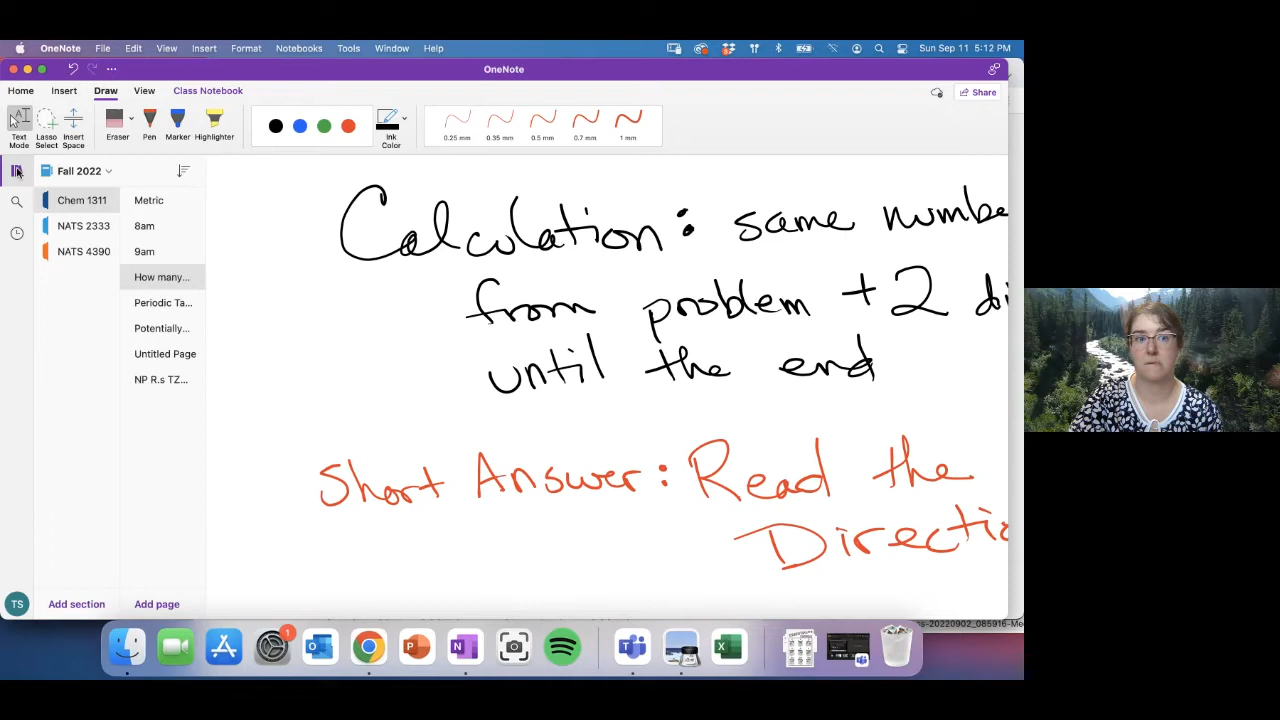 OneNote File Edit View Insert Format Notebooks Tools Window Help Sun Sep 11 5:12 PM
OneNote
Home Insert Draw View Class Notebook Share
Text Mode Lasso Select Insert Space Eraser Pen Marker Highlighter Ink Color 0.25 mm 0.35 mm 0.5 mm 0.7 mm 1 mm
Fall 2022
Chem 1311
NATS 2333
NATS 4390
Metric
8am
9am
How many...
Periodic Ta...
Potentially...
Untitled Page
NP R.s TZ...
Calculation: same numbe
from problem + 2 di
until the end
Short Answer: Read the
Directio
TS Add section Add page
cs-20220902_085916-Me
1